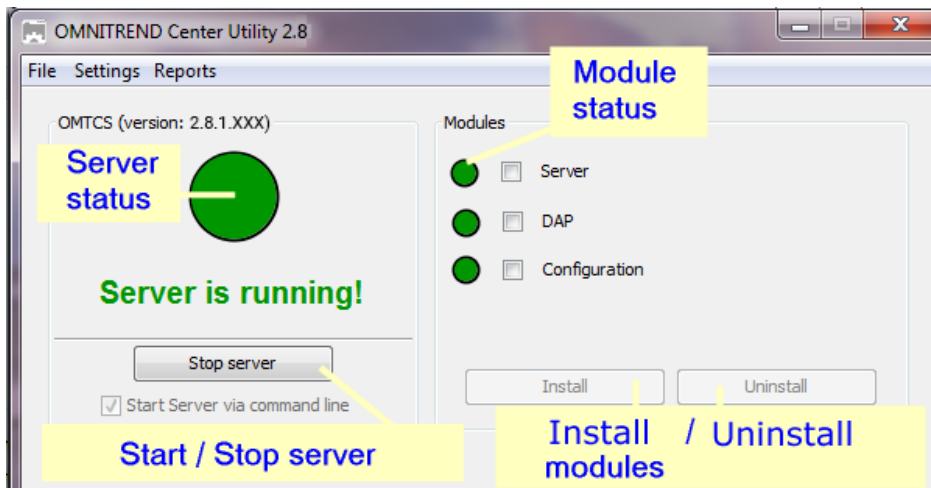 OMNITREND Center Utility 2.8
File Settings Reports
Module
status
OMTCS (version: 2.8.1.XXX)
Modules
Server
status
Server
DAP
Configuration
Server is running!
Stop server
Start Server via command line
Install
Uninstall
Start / Stop server
Install / Uninstall
modules